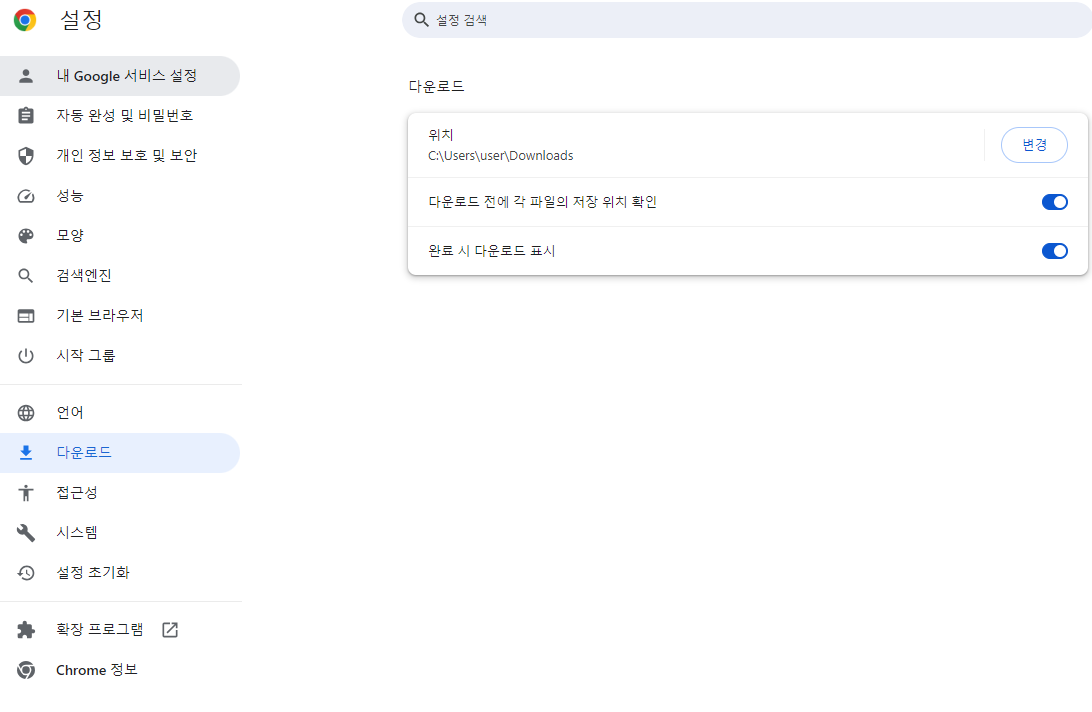 설정
설정 검색
내 Google 서비스 설정
자동 완성 및 비밀번호
개인 정보 보호 및 보안
성능
모양
검색엔진
기본 브라우저
시작 그룹
언어
다운로드
접근성
시스템
설정 초기화
확장 프로그램
Chrome 정보
다운로드
위치
C:\Users\user\Downloads
변경
다운로드 전에 각 파일의 저장 위치 확인
완료 시 다운로드 표시